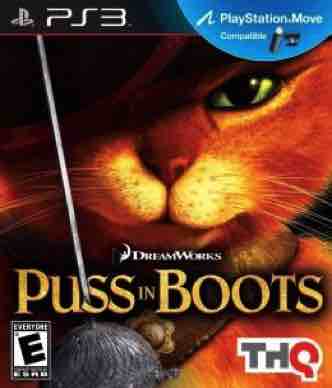 PS3
PlayStation®Move
Compatible
DREAMWORKS
PUSS IN BOOTS
EVERYONE
E
ESRB
THQ